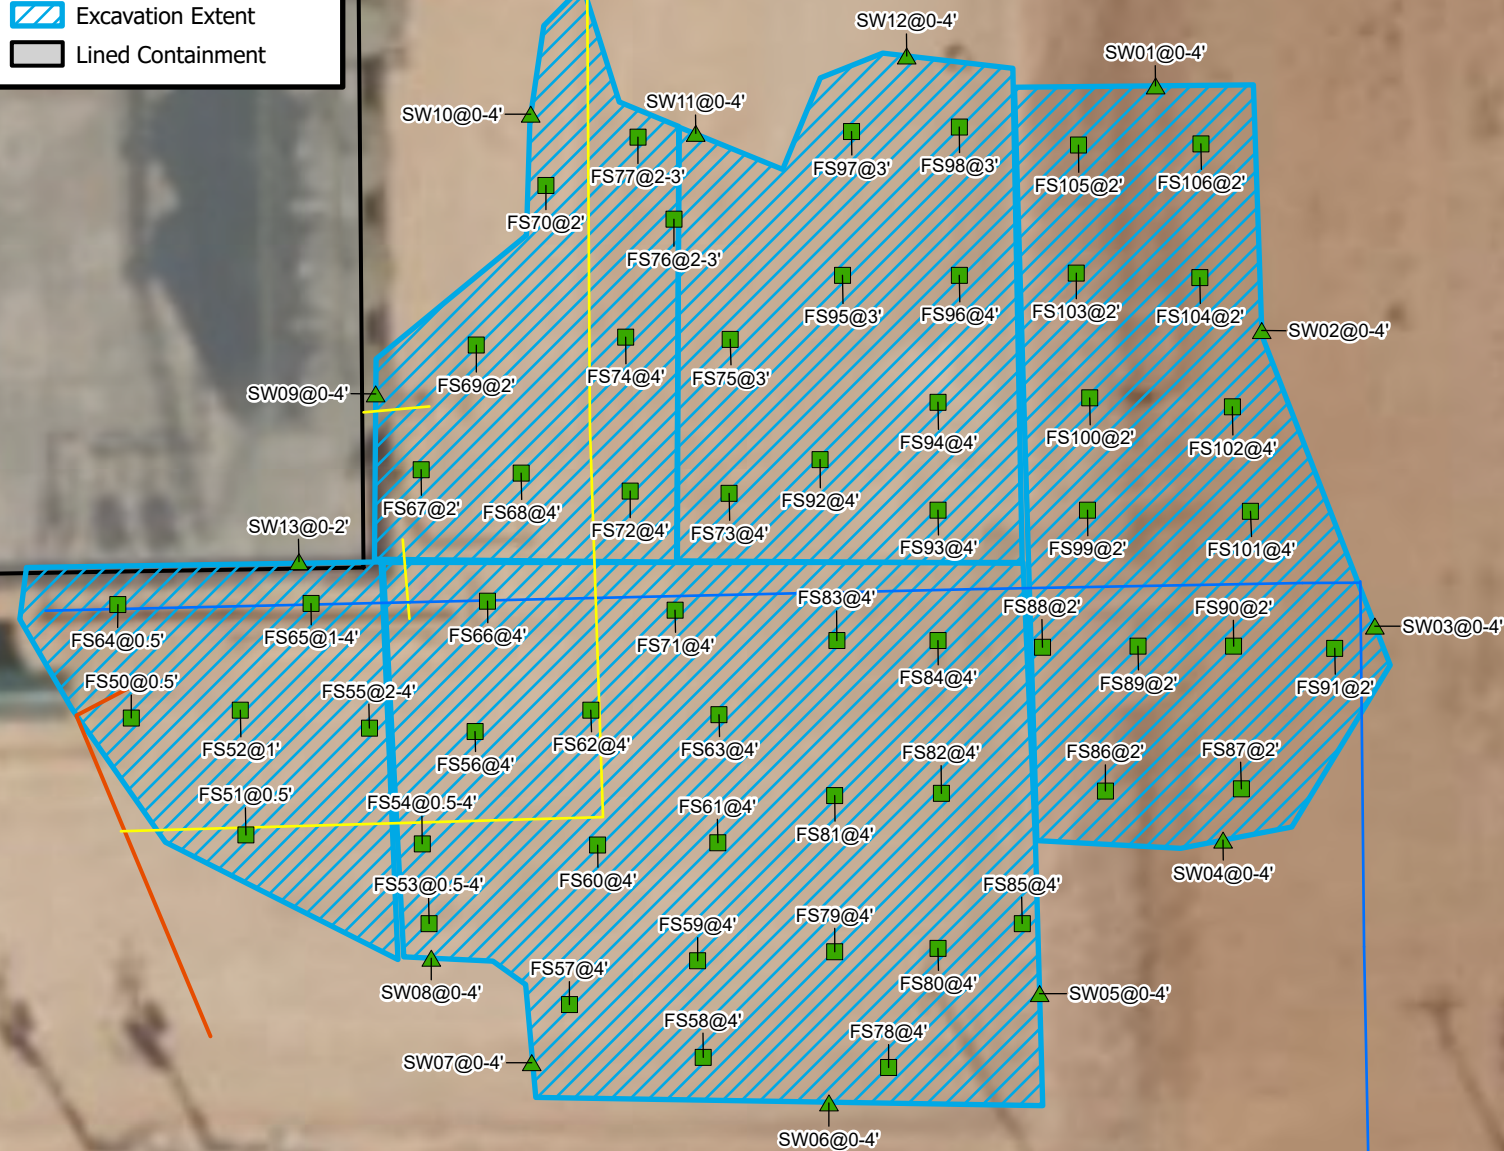 Excavation Extent
Lined Containment
SW12@0-4'
SW01@0-4'
SW11@0-4'
SW10@0-4'
FS77@2-3'
FS97@3'
FS98@3'
FS105@2'
FS106@2'
FS70@2'
FS76@2-3'
FS95@3'
FS96@4'
FS103@2'
FS104@2'
SW02@0-4'
FS69@2'
FS74@4'
FS75@3'
SW09@0-4'
FS94@4'
FS100@2'
FS102@4'
FS67@2'
FS68@4'
FS72@4'
FS73@4'
FS92@4'
FS93@4'
FS99@2'
FS101@4'
SW13@0-2'
FS83@4'
FS88@2'
FS90@2'
SW03@0-4'
FS64@0.5'
FS65@1-4'
FS66@4'
FS71@4'
FS84@4'
FS89@2'
FS91@2'
FS50@0.5'
FS55@2-4'
FS52@1'
FS56@4'
FS62@4'
FS63@4'
FS82@4'
FS86@2'
FS87@2'
FS51@0.5'
FS54@0.5-4'
FS61@4'
FS81@4'
FS60@4'
SW04@0-4'
FS53@0.5-4'
FS85@4'
FS59@4'
FS79@4'
FS57@4'
FS80@4'
SW08@0-4'
SW05@0-4'
FS58@4'
FS78@4'
SW07@0-4'
SW06@0-4'